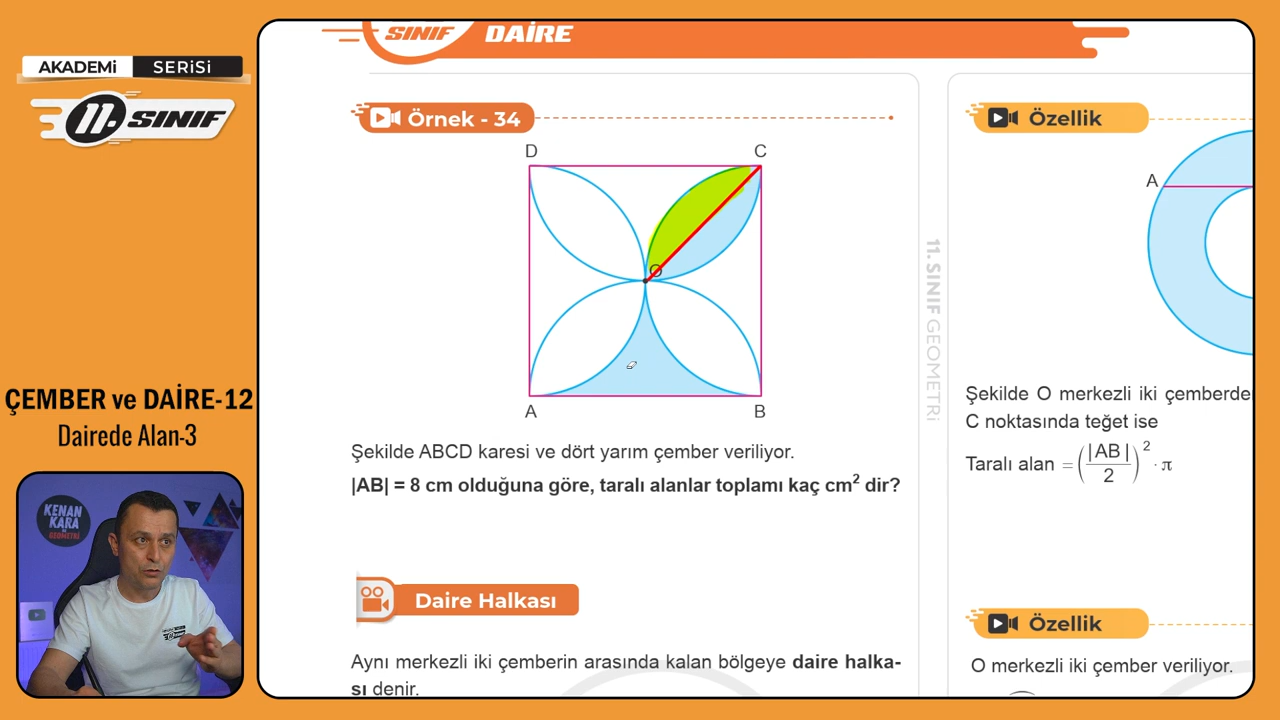 AKADEMİ SERİSİ
11. SINIF
ÇEMBER ve DAİRE-12
Dairede Alan-3
KENAN
KARA
GEOMETRİ
SINIF DAİRE
Örnek - 34
D C
O
A B
Şekilde ABCD karesi ve dört yarım çember veriliyor.
|AB| = 8 cm olduğuna göre, taralı alanlar toplamı kaç cm² dir?
Daire Halkası
Aynı merkezli iki çemberin arasında kalan bölgeye daire halka-
sı denir.
11. SINIF GEOMETRİ
Özellik
A
Şekilde O merkezli iki çemberde
C noktasında teğet ise
Taralı alan = (|AB|/2)² · π
Özellik
O merkezli iki çember veriliyor.